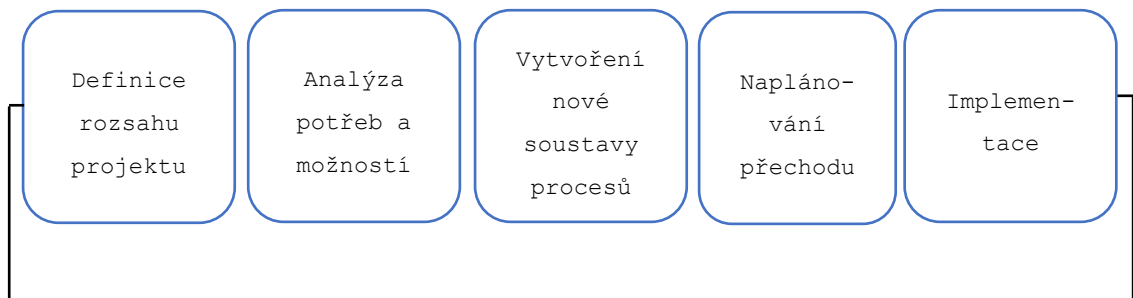 Definice
rozsahu
projektu
Analýza
potřeb a
možností
Vytvoření
nové
soustavy
procesů
Napláno-
vání
přechodu
Implemen-
tace